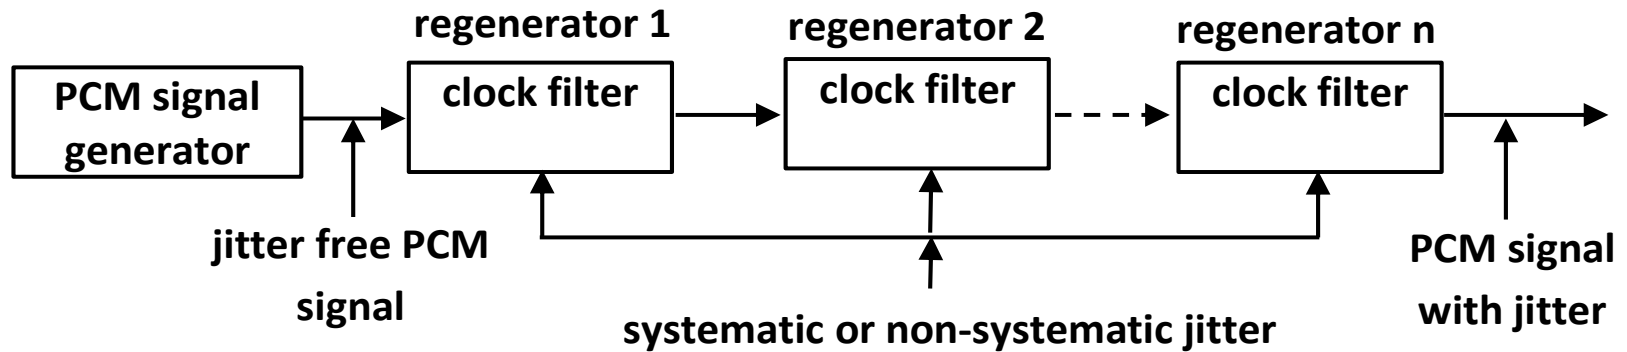 regenerator 1
regenerator 2
regenerator n
PCM signal
generator
clock filter
clock filter
clock filter
jitter free PCM
signal
systematic or non-systematic jitter
PCM signal
with jitter